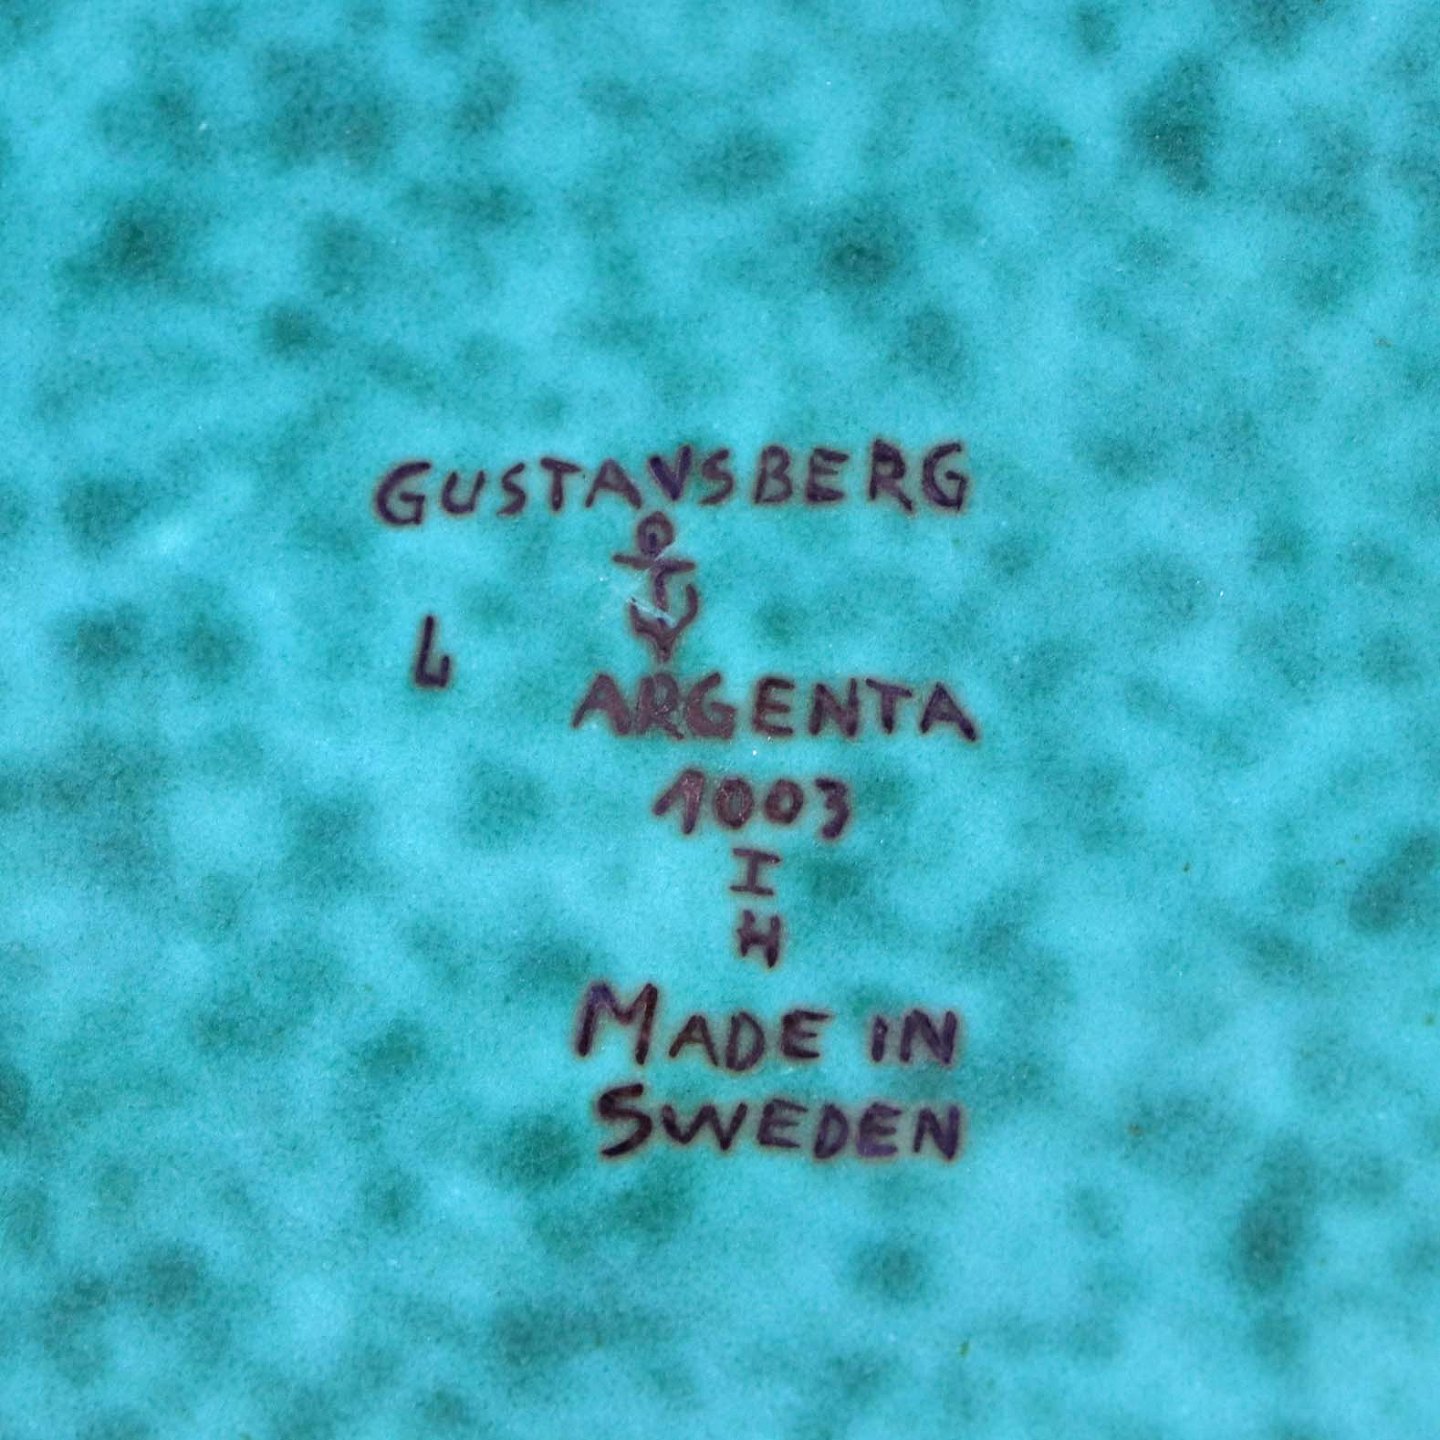 GUSTAVSBERG
L
ARGENTA
1003
I
H
MADE IN
SWEDEN